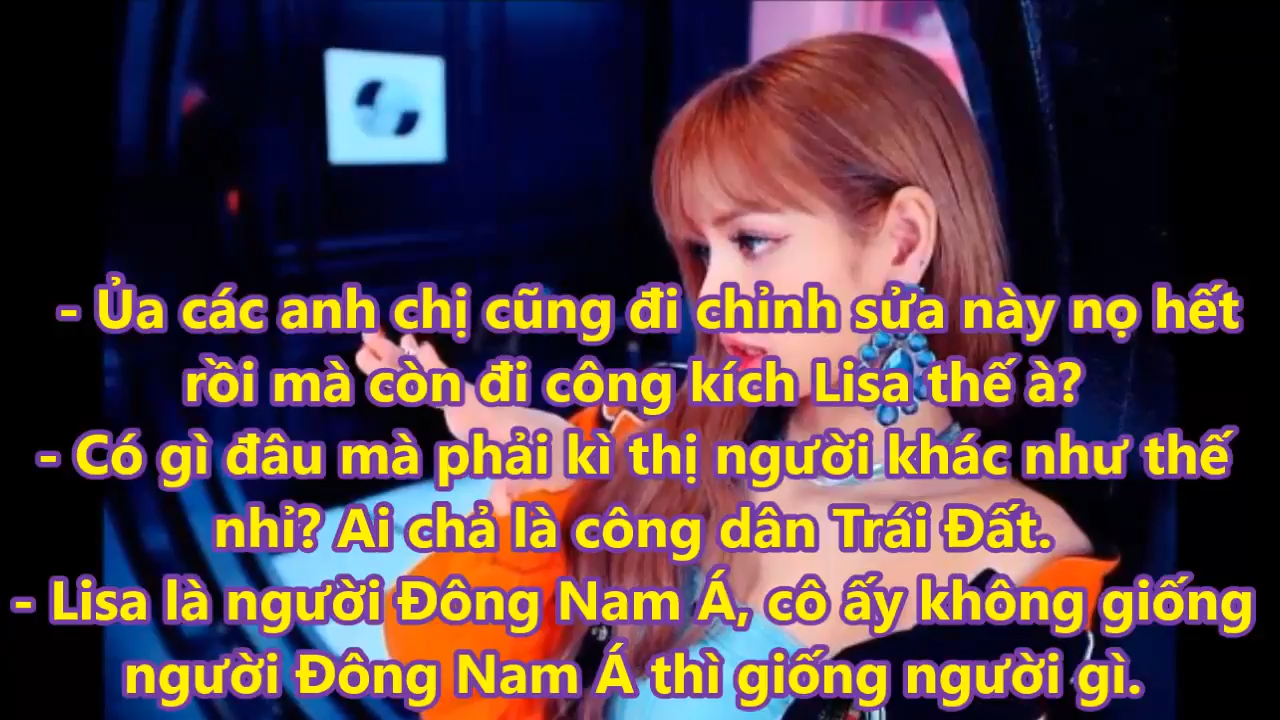 - Ủa các anh chị cũng đi chỉnh sửa này nọ hết
rồi mà còn đi công kích Lisa thế à?
- Có gì đâu mà phải kì thị người khác như thế
nhỉ? Ai chả là công dân Trái Đất.
- Lisa là người Đông Nam Á, cô ấy không giống
người Đông Nam Á thì giống người gì.